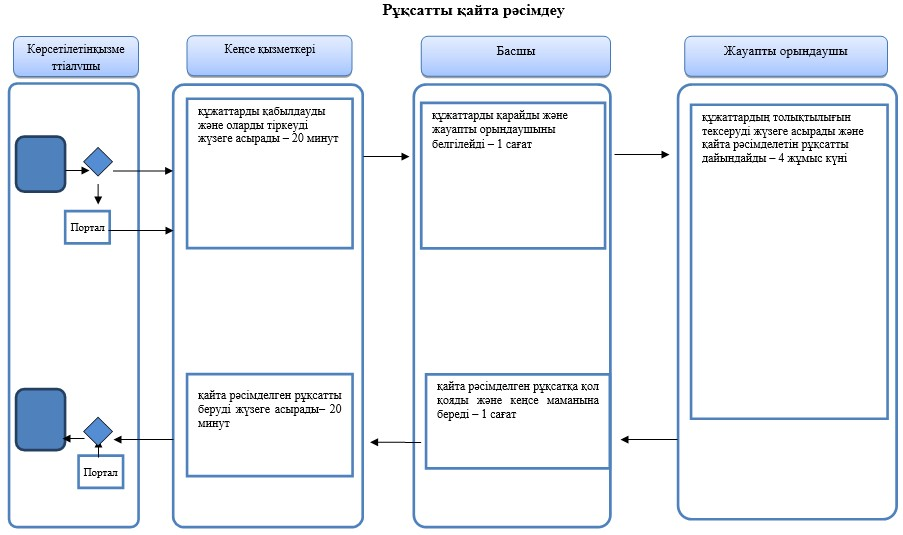 Рұқсатты қайта рәсімдеу
Көрсетілетінқызме
ттіалушы
Кеңсе қызметкері
Басшы
Жауапты орындаушы
құжаттарды қабылдауды
және оларды тіркеуді
жүзеге асырады – 20 минут
құжаттарды қарайды және
жауапты орындаушыны
белгілейді – 1 сағат
құжаттардың толықтылығын
тексеруді жүзеге асырады және
қайта рәсімделетін рұқсатты
дайындайды – 4 жұмыс күні
Портал
қайта рәсімделген рұқсатты
беруді жүзеге асырады– 20
минут
қайта рәсімделген рұқсатқа қол
қояды және кеңсе маманына
береді – 1 сағат
Портал